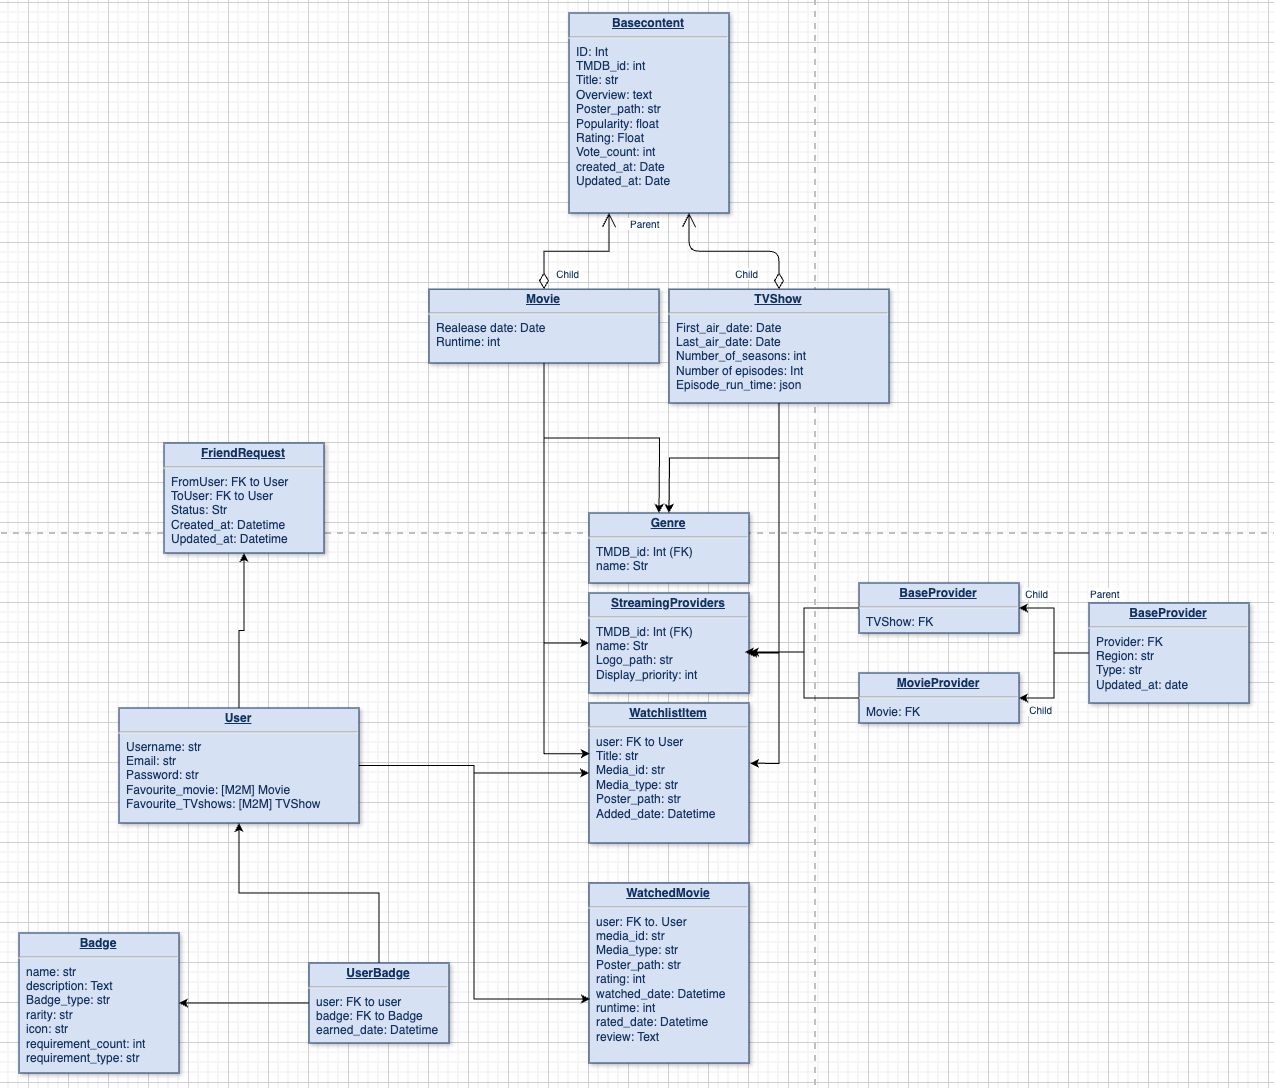 Basecontent
ID: Int
TMDB_id: int
Title: str
Overview: text
Poster_path: str
Popularity: float
Rating: Float
Vote_count: int
created_at: Date
Updated_at: Date
Parent
Child
Child
Movie
Realease date: Date
Runtime: int
TVShow
First_air_date: Date
Last_air_date: Date
Number_of_seasons: int
Number of episodes: Int
Episode_run_time: json
FriendRequest
FromUser: FK to User
ToUser: FK to User
Status: Str
Created_at: Datetime
Updated_at: Datetime
Genre
TMDB_id: Int (FK)
name: Str
StreamingProviders
TMDB_id: Int (FK)
name: Str
Logo_path: str
Display_priority: int
BaseProvider
TVShow: FK
Child
Parent
BaseProvider
Provider: FK
Region: str
Type: str
Updated_at: date
MovieProvider
Movie: FK
Child
User
Username: str
Email: str
Password: str
Favourite_movie: [M2M] Movie
Favourite_TVshows: [M2M] TVShow
WatchlistItem
user: FK to User
Title: str
Media_id: str
Media_type: str
Poster_path: str
Added_date: Datetime
WatchedMovie
user: FK to. User
media_id: str
Media_type: str
Poster_path: str
rating: int
watched_date: Datetime
runtime: int
rated_date: Datetime
review: Text
Badge
name: str
description: Text
Badge_type: str
rarity: str
icon: str
requirement_count: int
requirement_type: str
UserBadge
user: FK to user
badge: FK to Badge
earned_date: Datetime